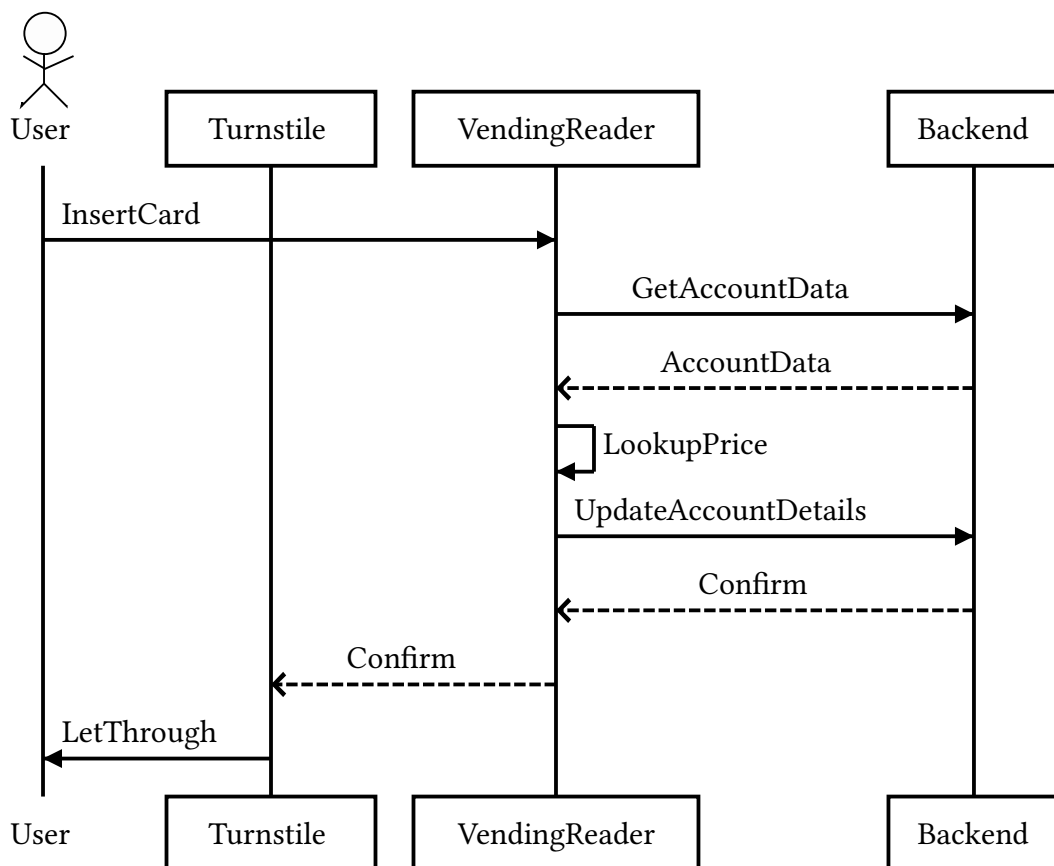 User
Turnstile
VendingReader
Backend
InsertCard
GetAccountData
AccountData
LookupPrice
UpdateAccountDetails
Confirm
Confirm
LetThrough
User
Turnstile
VendingReader
Backend